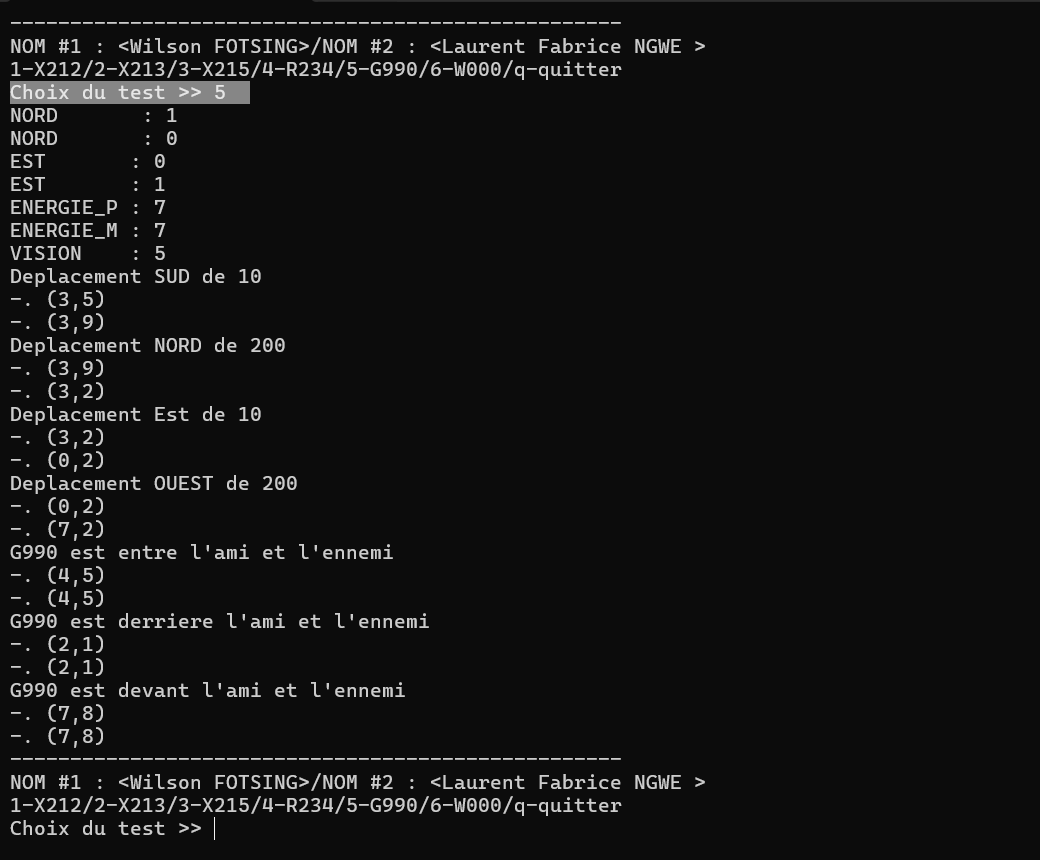 ---------------------------------------------------
NOM #1 : <Wilson FOTSING>/NOM #2 : <Laurent Fabrice NGWE >
1-X212/2-X213/3-X215/4-R234/5-G990/6-W000/q-quitter
Choix du test >> 5
NORD       : 1
NORD       : 0
EST       : 0
EST       : 1
ENERGIE_P : 7
ENERGIE_M : 7
VISION    : 5
Deplacement SUD de 10
-. (3,5)
-. (3,9)
Deplacement NORD de 200
-. (3,9)
-. (3,2)
Deplacement Est de 10
-. (3,2)
-. (0,2)
Deplacement OUEST de 200
-. (0,2)
-. (7,2)
G990 est entre l'ami et l'ennemi
-. (4,5)
-. (4,5)
G990 est derriere l'ami et l'ennemi
-. (2,1)
-. (2,1)
G990 est devant l'ami et l'ennemi
-. (7,8)
-. (7,8)
---------------------------------------------------
NOM #1 : <Wilson FOTSING>/NOM #2 : <Laurent Fabrice NGWE >
1-X212/2-X213/3-X215/4-R234/5-G990/6-W000/q-quitter
Choix du test >>